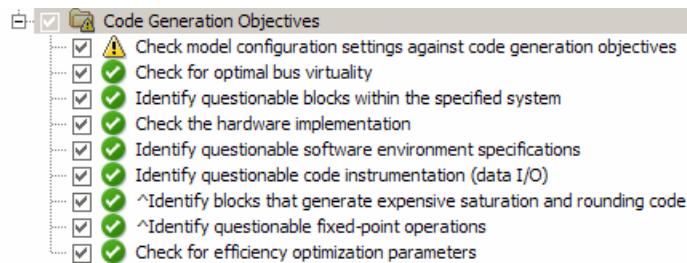 Code Generation Objectives
Check model configuration settings against code generation objectives
Check for optimal bus virtuality
Identify questionable blocks within the specified system
Check the hardware implementation
Identify questionable software environment specifications
Identify questionable code instrumentation (data I/O)
^Identify blocks that generate expensive saturation and rounding code
^Identify questionable fixed-point operations
Check for efficiency optimization parameters